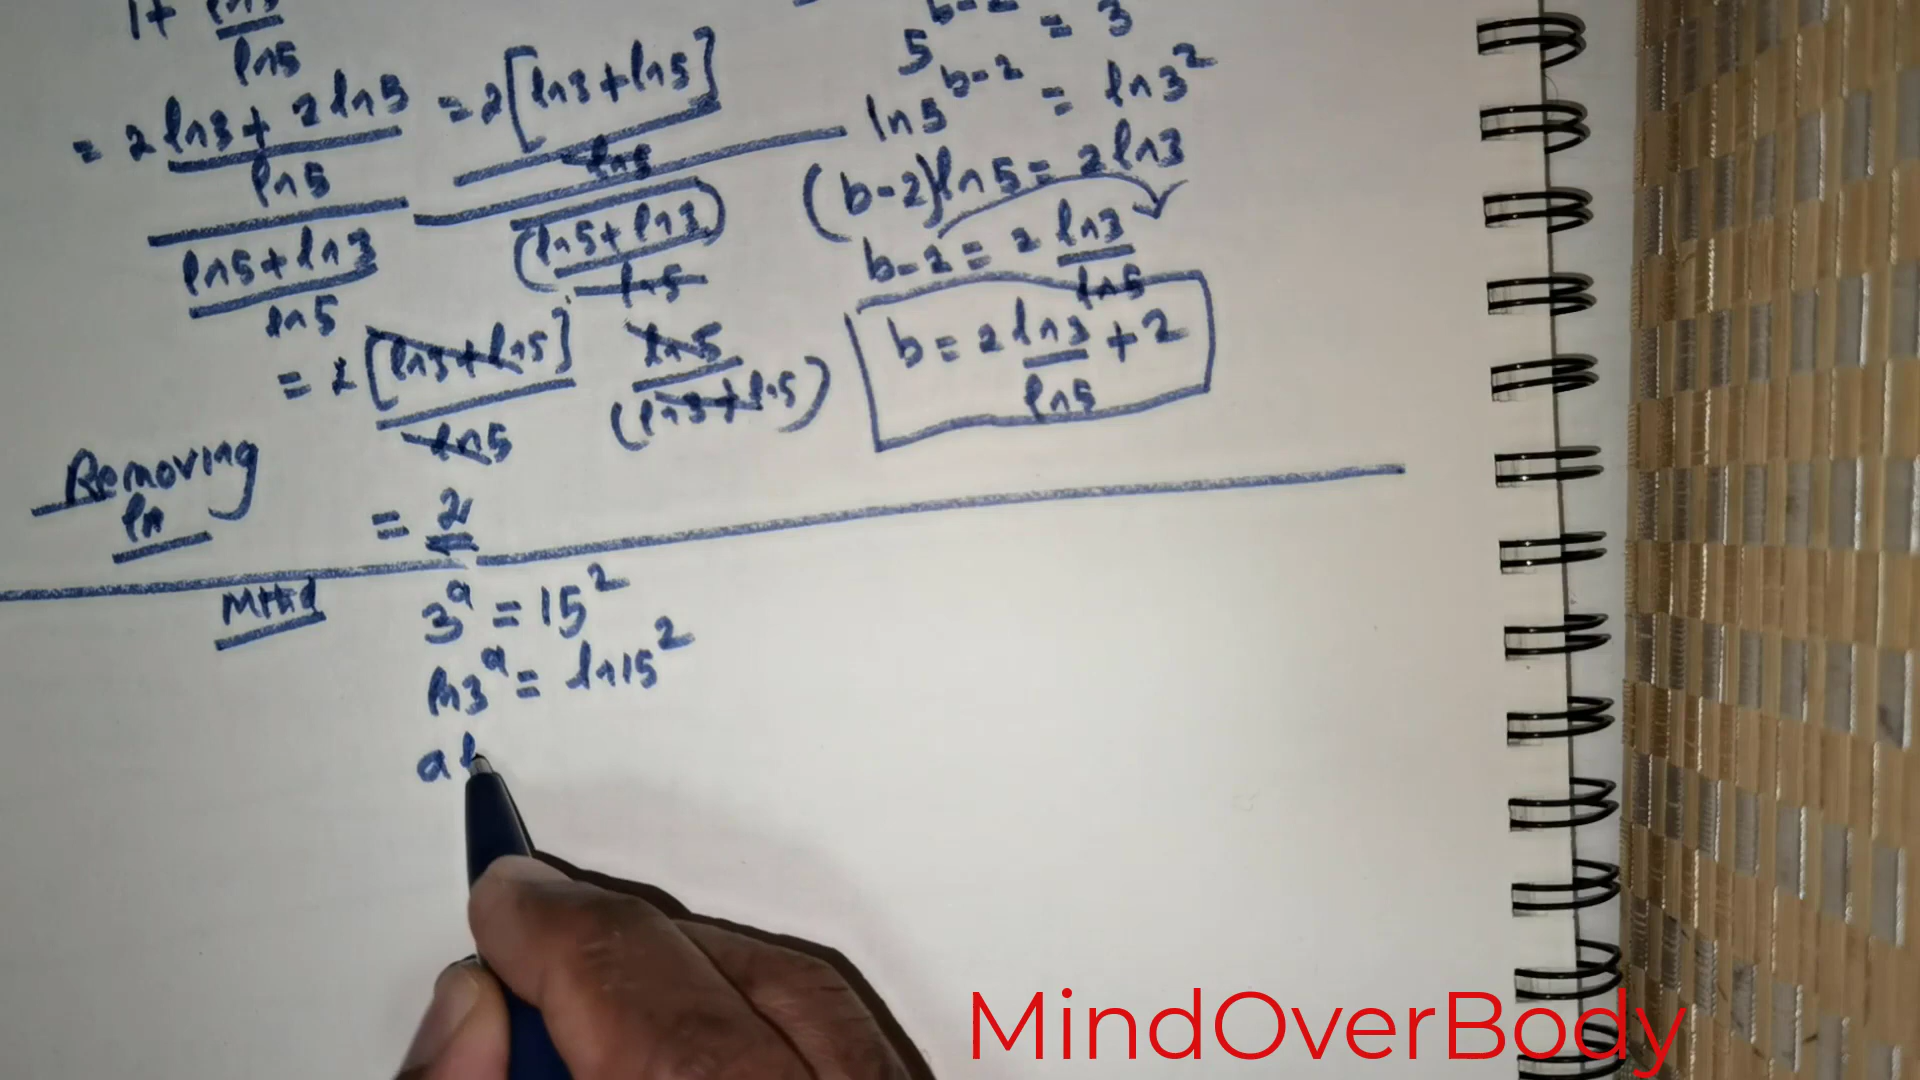 1+ ln3/ln5
= 2ln3 + 2ln5 / ln5 / ln5+ln3 / ln5 = 2[ln3+ln5] / ln5 / (ln5+ln3) / ln5
= 2[ln3+ln5] / ln5 ln5 / (ln3+ln5)
= 2
5^b-2 = 3
ln5^b-2 = ln3^2
(b-2)ln5 = 2ln3
b-2 = 2 ln3/ln5
b = 2 ln3/ln5 + 2
Removing
ln
3^a = 15^2
ln3^a = ln15^2
a l
MindOverBody